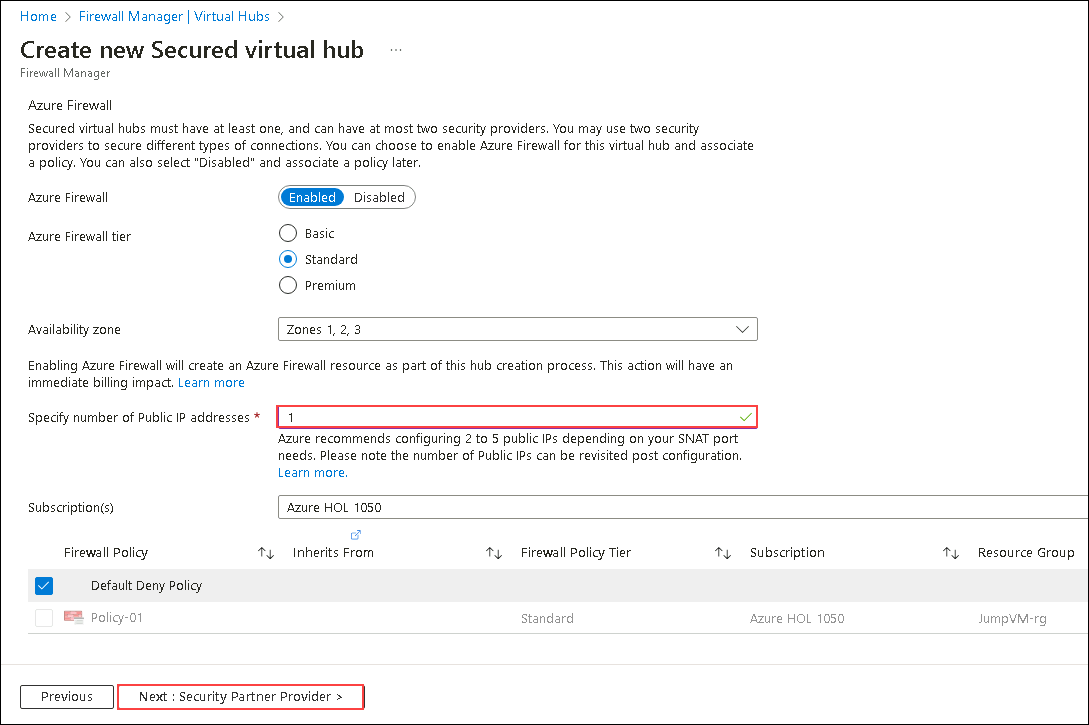 Home > Firewall Manager | Virtual Hubs >
Create new Secured virtual hub ...
Firewall Manager
Azure Firewall
Secured virtual hubs must have at least one, and can have at most two security providers. You may use two security
providers to secure different types of connections. You can choose to enable Azure Firewall for this virtual hub and associate
a policy. You can also select "Disabled" and associate a policy later.
Azure Firewall Enabled Disabled
Azure Firewall tier
Basic
Standard
Premium
Availability zone Zones 1, 2, 3
Enabling Azure Firewall will create an Azure Firewall resource as part of this hub creation process. This action will have an
immediate billing impact. Learn more
Specify number of Public IP addresses * 1
Azure recommends configuring 2 to 5 public IPs depending on your SNAT port
needs. Please note the number of Public IPs can be revisited post configuration.
Learn more.
Subscription(s) Azure HOL 1050
Firewall Policy Inherits From Firewall Policy Tier Subscription Resource Group
Default Deny Policy
Policy-01 Standard Azure HOL 1050 JumpVM-rg
Previous Next : Security Partner Provider >